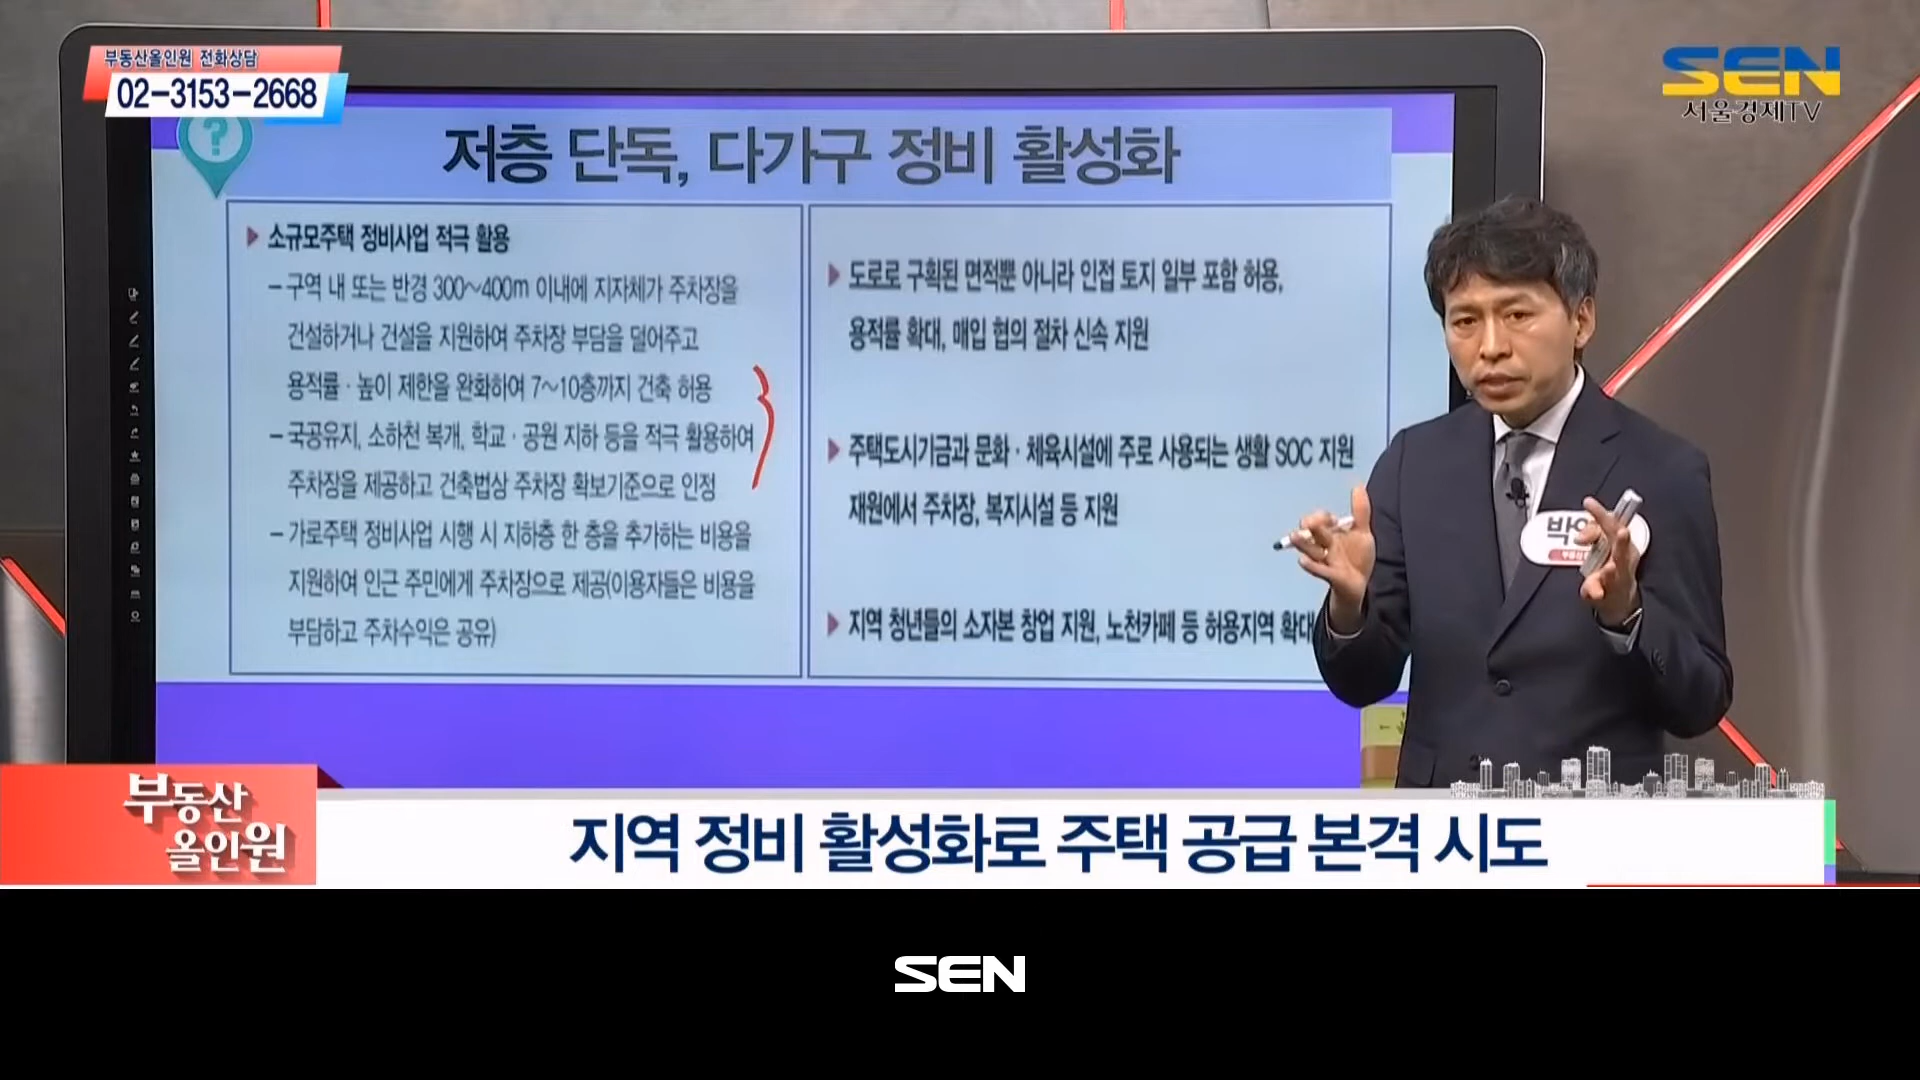 부동산올인원 전화상담
02-3153-2668
SEN
서울경제TV
?
저층 단독, 다가구 정비 활성화
소규모주택 정비사업 적극 활용
- 구역 내 또는 반경 300~400m 이내에 지자체가 주차장을
건설하거나 건설을 지원하여 주차장 부담을 덜어주고
용적률·높이 제한을 완화하여 7~10층까지 건축 허용
- 국공유지, 소하천 복개, 학교·공원 지하 등을 적극 활용하여
주차장을 제공하고 건축법상 주차장 확보기준으로 인정
- 가로주택 정비사업 시행 시 지하층 한 층을 추가하는 비용을
지원하여 인근 주민에게 주차장으로 제공(이용자들은 비용을
부담하고 주차수익은 공유)
도로로 구획된 면적뿐 아니라 인접 토지 일부 포함 허용,
용적률 확대, 매입 협의 절차 신속 지원
주택도시기금과 문화·체육시설에 주로 사용되는 생활 SOC 지원
재원에서 주차장, 복지시설 등 지원
지역 청년들의 소자본 창업 지원, 노천카페 등 허용지역 확대
부동산
올인원
지역 정비 활성화로 주택 공급 본격 시도
SEN